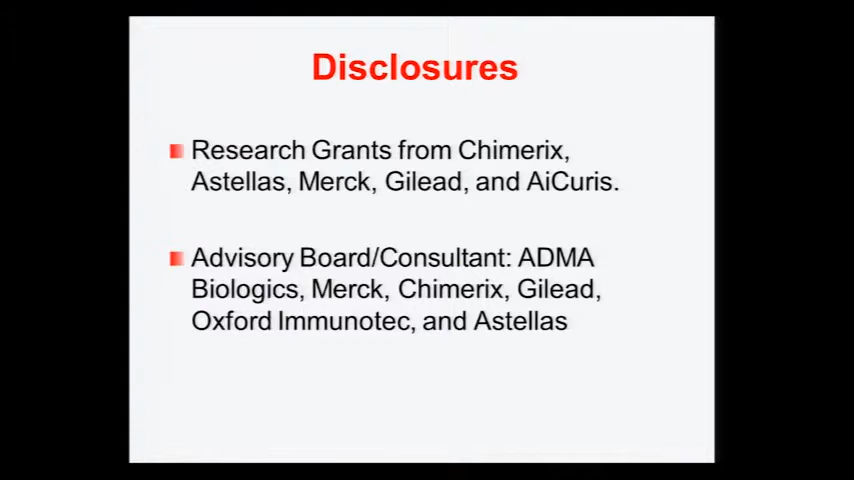 Disclosures
Research Grants from Chimerix,
Astellas, Merck, Gilead, and AiCuris.
Advisory Board/Consultant: ADMA
Biologics, Merck, Chimerix, Gilead,
Oxford Immunotec, and Astellas